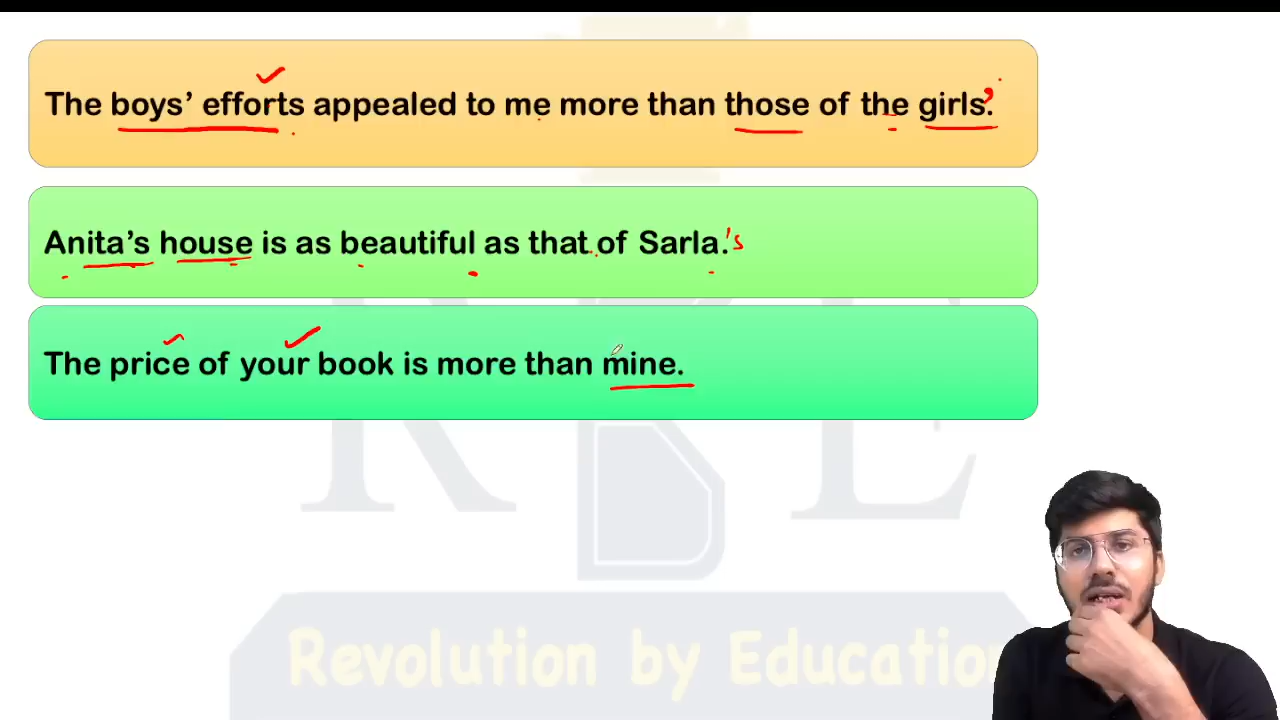 The boys’ efforts appealed to me more than those of the girls.’
Anita’s house is as beautiful as that of Sarla.'s
The price of your book is more than mine.
R E
Revolution by Education